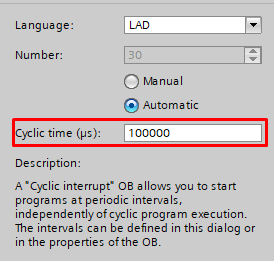 Language: LAD
Number: 30
Manual
Automatic
Cyclic time (µs): 100000
Description:
A "Cyclic interrupt" OB allows you to start
programs at periodic intervals,
independently of cyclic program execution.
The intervals can be defined in this dialog or
in the properties of the OB.